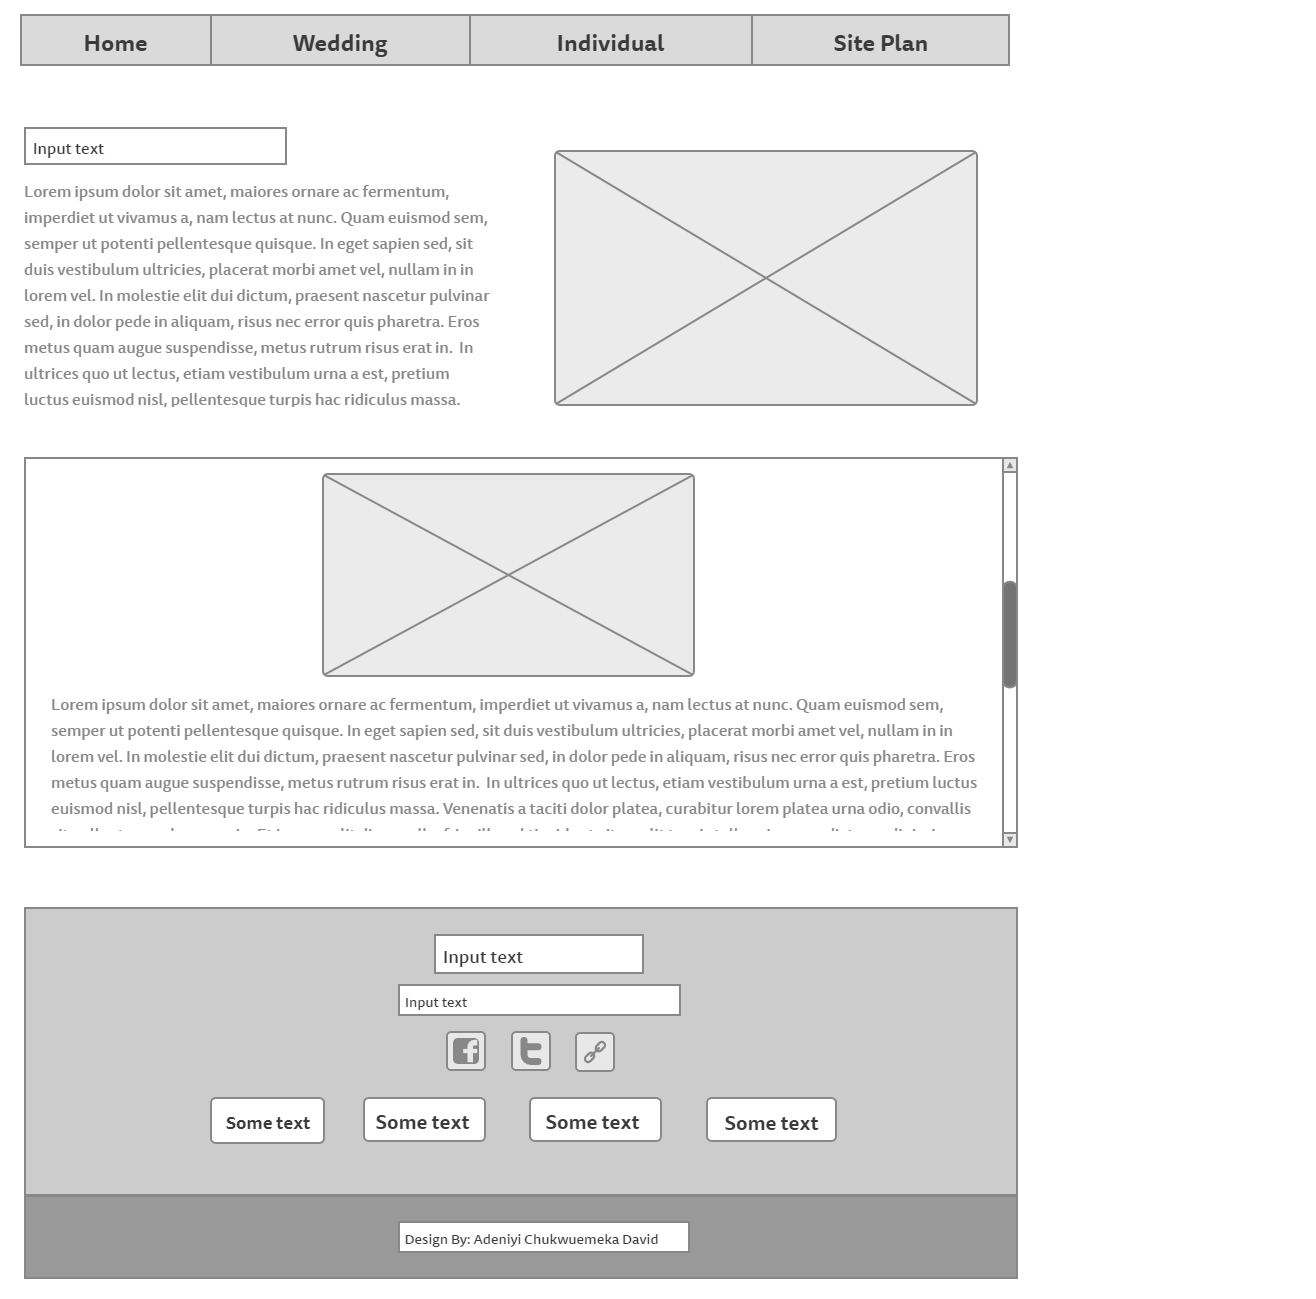 Home Wedding Individual Site Plan
Input text
Lorem ipsum dolor sit amet, maiores ornare ac fermentum,
imperdiet ut vivamus a, nam lectus at nunc. Quam euismod sem,
semper ut potenti pellentesque quisque. In eget sapien sed, sit
duis vestibulum ultricies, placerat morbi amet vel, nullam in in
lorem vel. In molestie elit dui dictum, praesent nascetur pulvinar
sed, in dolor pede in aliquam, risus nec error quis pharetra. Eros
metus quam augue suspendisse, metus rutrum risus erat in.  In
ultrices quo ut lectus, etiam vestibulum urna a est, pretium
luctus euismod nisl, pellentesque turpis hac ridiculus massa.
Lorem ipsum dolor sit amet, maiores ornare ac fermentum, imperdiet ut vivamus a, nam lectus at nunc. Quam euismod sem,
semper ut potenti pellentesque quisque. In eget sapien sed, sit duis vestibulum ultricies, placerat morbi amet vel, nullam in in
lorem vel. In molestie elit dui dictum, praesent nascetur pulvinar sed, in dolor pede in aliquam, risus nec error quis pharetra. Eros
metus quam augue suspendisse, metus rutrum risus erat in.  In ultrices quo ut lectus, etiam vestibulum urna a est, pretium luctus
euismod nisl, pellentesque turpis hac ridiculus massa. Venenatis a taciti dolor platea, curabitur lorem platea urna odio, convallis
Input text
Input text
Some text Some text Some text Some text
Design By: Adeniyi Chukwuemeka David